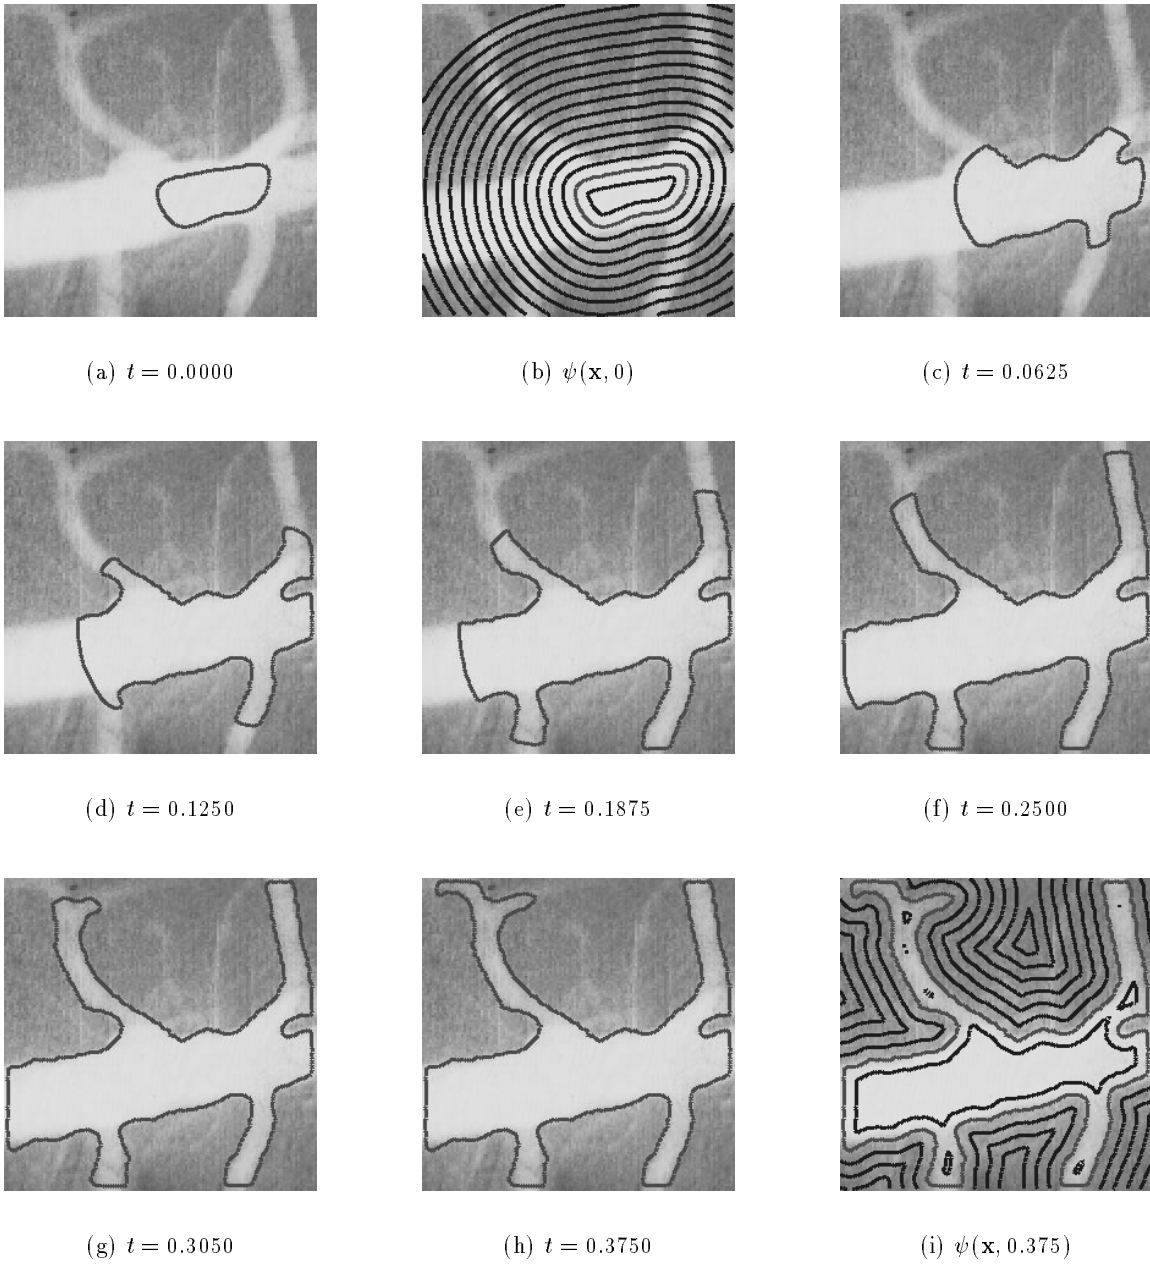 (a) t = 0.0000
(b) ψ(x, 0)
(c) t = 0.0625
(d) t = 0.1250
(e) t = 0.1875
(f) t = 0.2500
(g) t = 0.3050
(h) t = 0.3750
(i) ψ(x, 0.375)